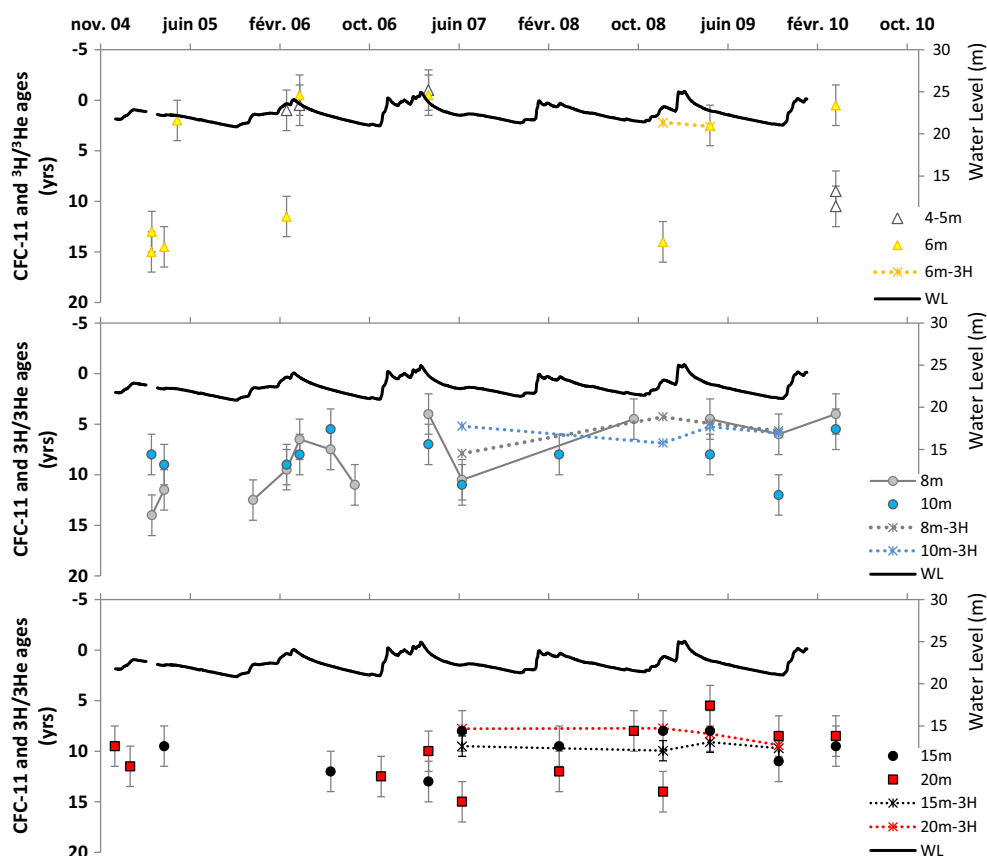 nov. 04 juin 05 févr. 06 oct. 06 juin 07 févr. 08 oct. 08 juin 09 févr. 10 oct. 10
CFC-11 and ³H/³He ages
(yrs)
-5
0
5
10
15
20
30
25
20
15
Water Level (m)
4-5m
6m
6m-3H
WL
CFC-11 and 3H/3He ages
(yrs)
-5
0
5
10
15
20
30
25
20
15
Water Level (m)
8m
10m
8m-3H
10m-3H
WL
CFC-11 and 3H/3He ages
(yrs)
-5
0
5
10
15
20
30
25
20
15
Water Level (m)
15m
20m
15m-3H
20m-3H
WL